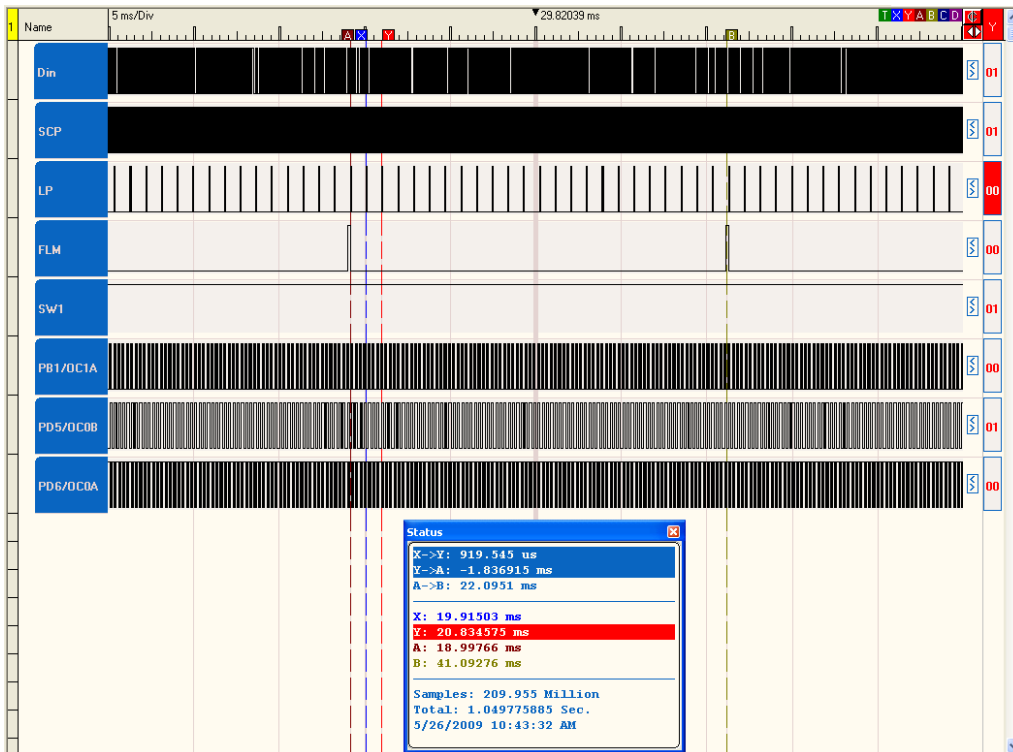 1 Name 5 ms/Div 29.82039 ms T X Y A B C D C Y
A X Y B
Din 01
SCP 01
LP 00
FLM 00
SW1 01
PB1/OC1A 00
PD5/OC0B 01
PD6/OC0A 00
Status
X->Y: 919.545 us
Y->A: -1.836915 ms
A->B: 22.0951 ms
X: 19.91503 ms
Y: 20.834575 ms
A: 18.99766 ms
B: 41.09276 ms
Samples: 209.955 Million
Total: 1.049775885 Sec.
5/26/2009 10:43:32 AM